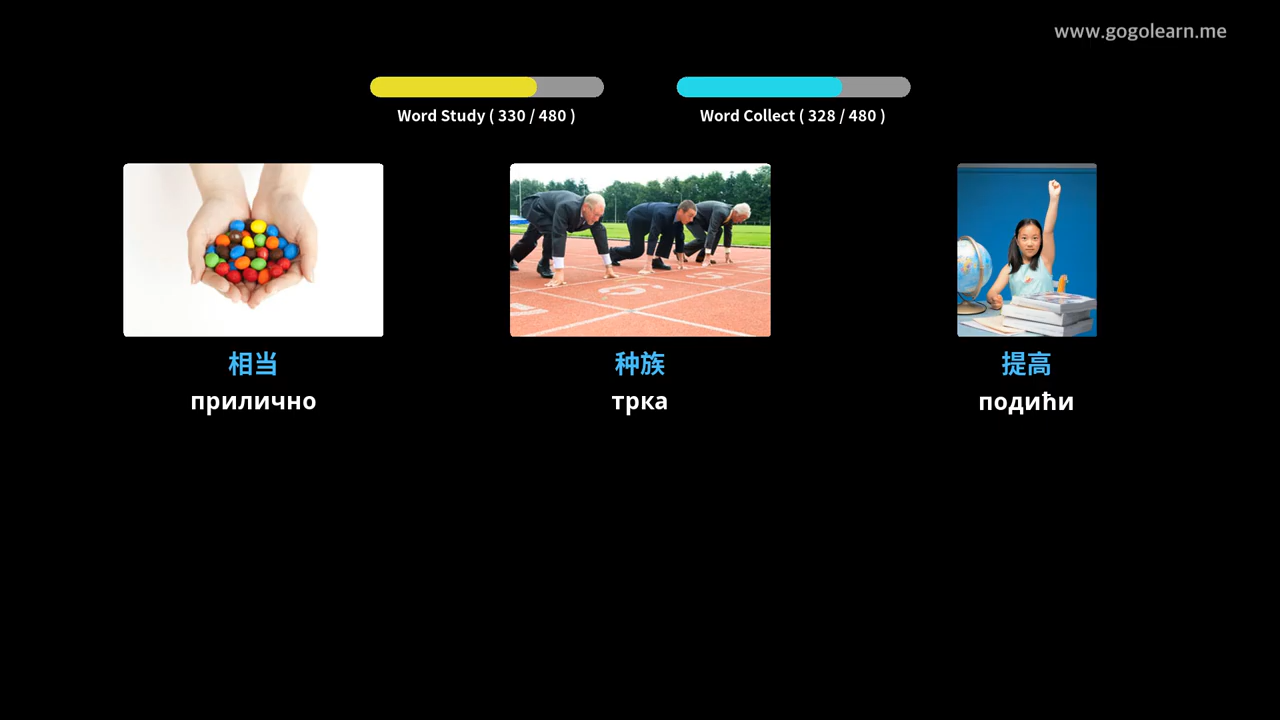 www.gogolearn.me
Word Study ( 330 / 480 )
Word Collect ( 328 / 480 )
相当
прилично
种族
трка
提高
подићи